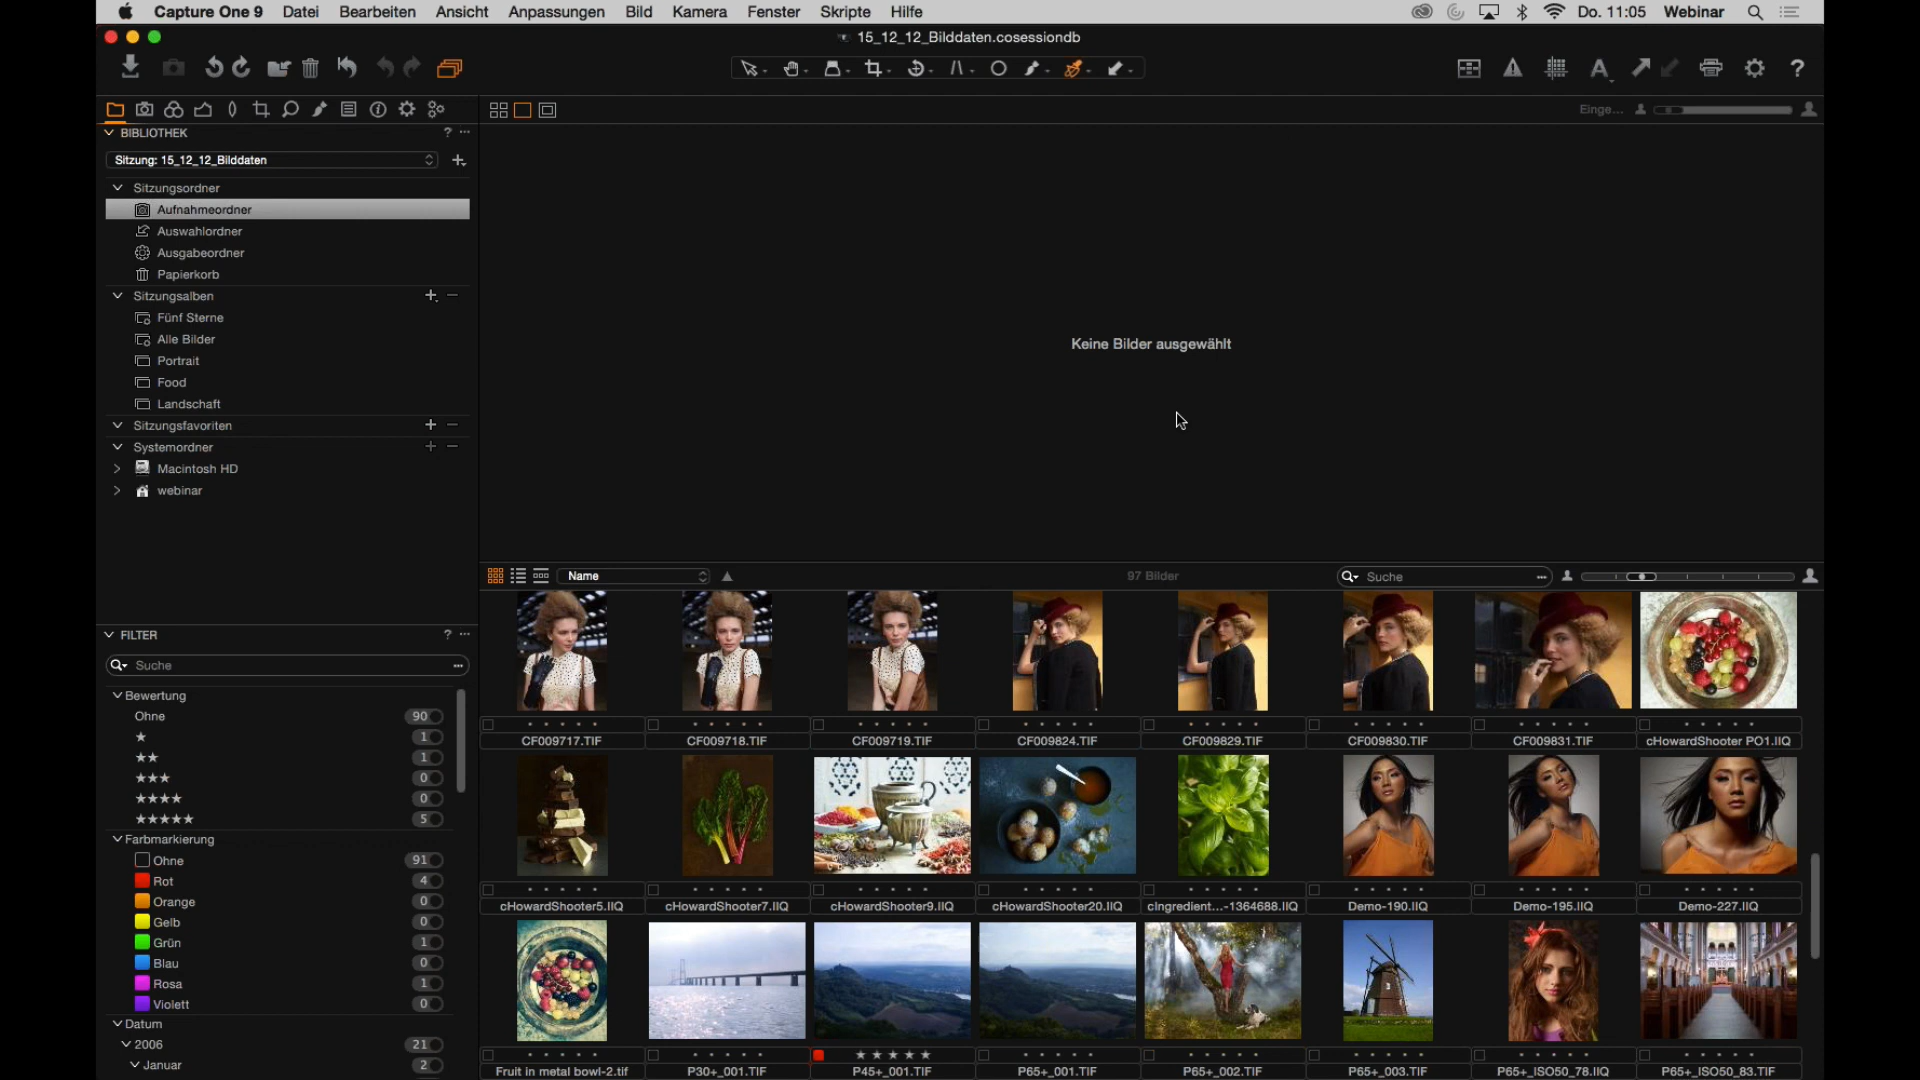 Capture One 9 Datei Bearbeiten Ansicht Anpassungen Bild Kamera Fenster Skripte Hilfe Do. 11:05 Webinar
15_12_12_Bilddaten.cosessiondb
Einge...
BIBLIOTHEK ? ...
Sitzung: 15_12_12_Bilddaten
Sitzungsordner
Aufnahmeordner
Auswahlordner
Ausgabeordner
Papierkorb
Sitzungsalben
Fünf Sterne
Alle Bilder
Portrait
Food
Landschaft
Sitzungsfavoriten
Systemordner
Macintosh HD
webinar
Keine Bilder ausgewählt
Name 97 Bilder Suche
FILTER ? ...
Suche
Bewertung
Ohne 90
★ 1
★★ 1
★★★ 0
★★★★ 0
★★★★★ 5
Farbmarkierung
Ohne 91
Rot 4
Orange 0
Gelb 0
Grün 1
Blau 0
Rosa 1
Violett 0
Datum
2006 21
Januar 2
CF009717.TIF CF009718.TIF CF009719.TIF CF009824.TIF CF009829.TIF CF009830.TIF CF009831.TIF cHowardShooter PO1.IIQ
cHowardShooter5.IIQ cHowardShooter7.IIQ cHowardShooter9.IIQ cHowardShooter20.IIQ cIngredient...-1364688.IIQ Demo-190.IIQ Demo-195.IIQ Demo-227.IIQ
★★★★★
Fruit in metal bowl-2.tif P30+_001.TIF P45+_001.TIF P65+_001.TIF P65+_002.TIF P65+_003.TIF P65+_ISO50_78.IIQ P65+_ISO50_83.TIF